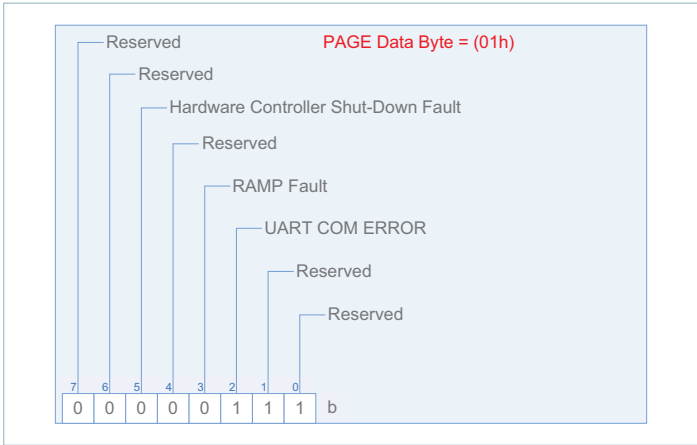 Reserved PAGE Data Byte = (01h)
Reserved
Hardware Controller Shut-Down Fault
Reserved
RAMP Fault
UART COM ERROR
Reserved
Reserved
7 6 5 4 3 2 1 0
0 0 0 0 0 1 1 1 b